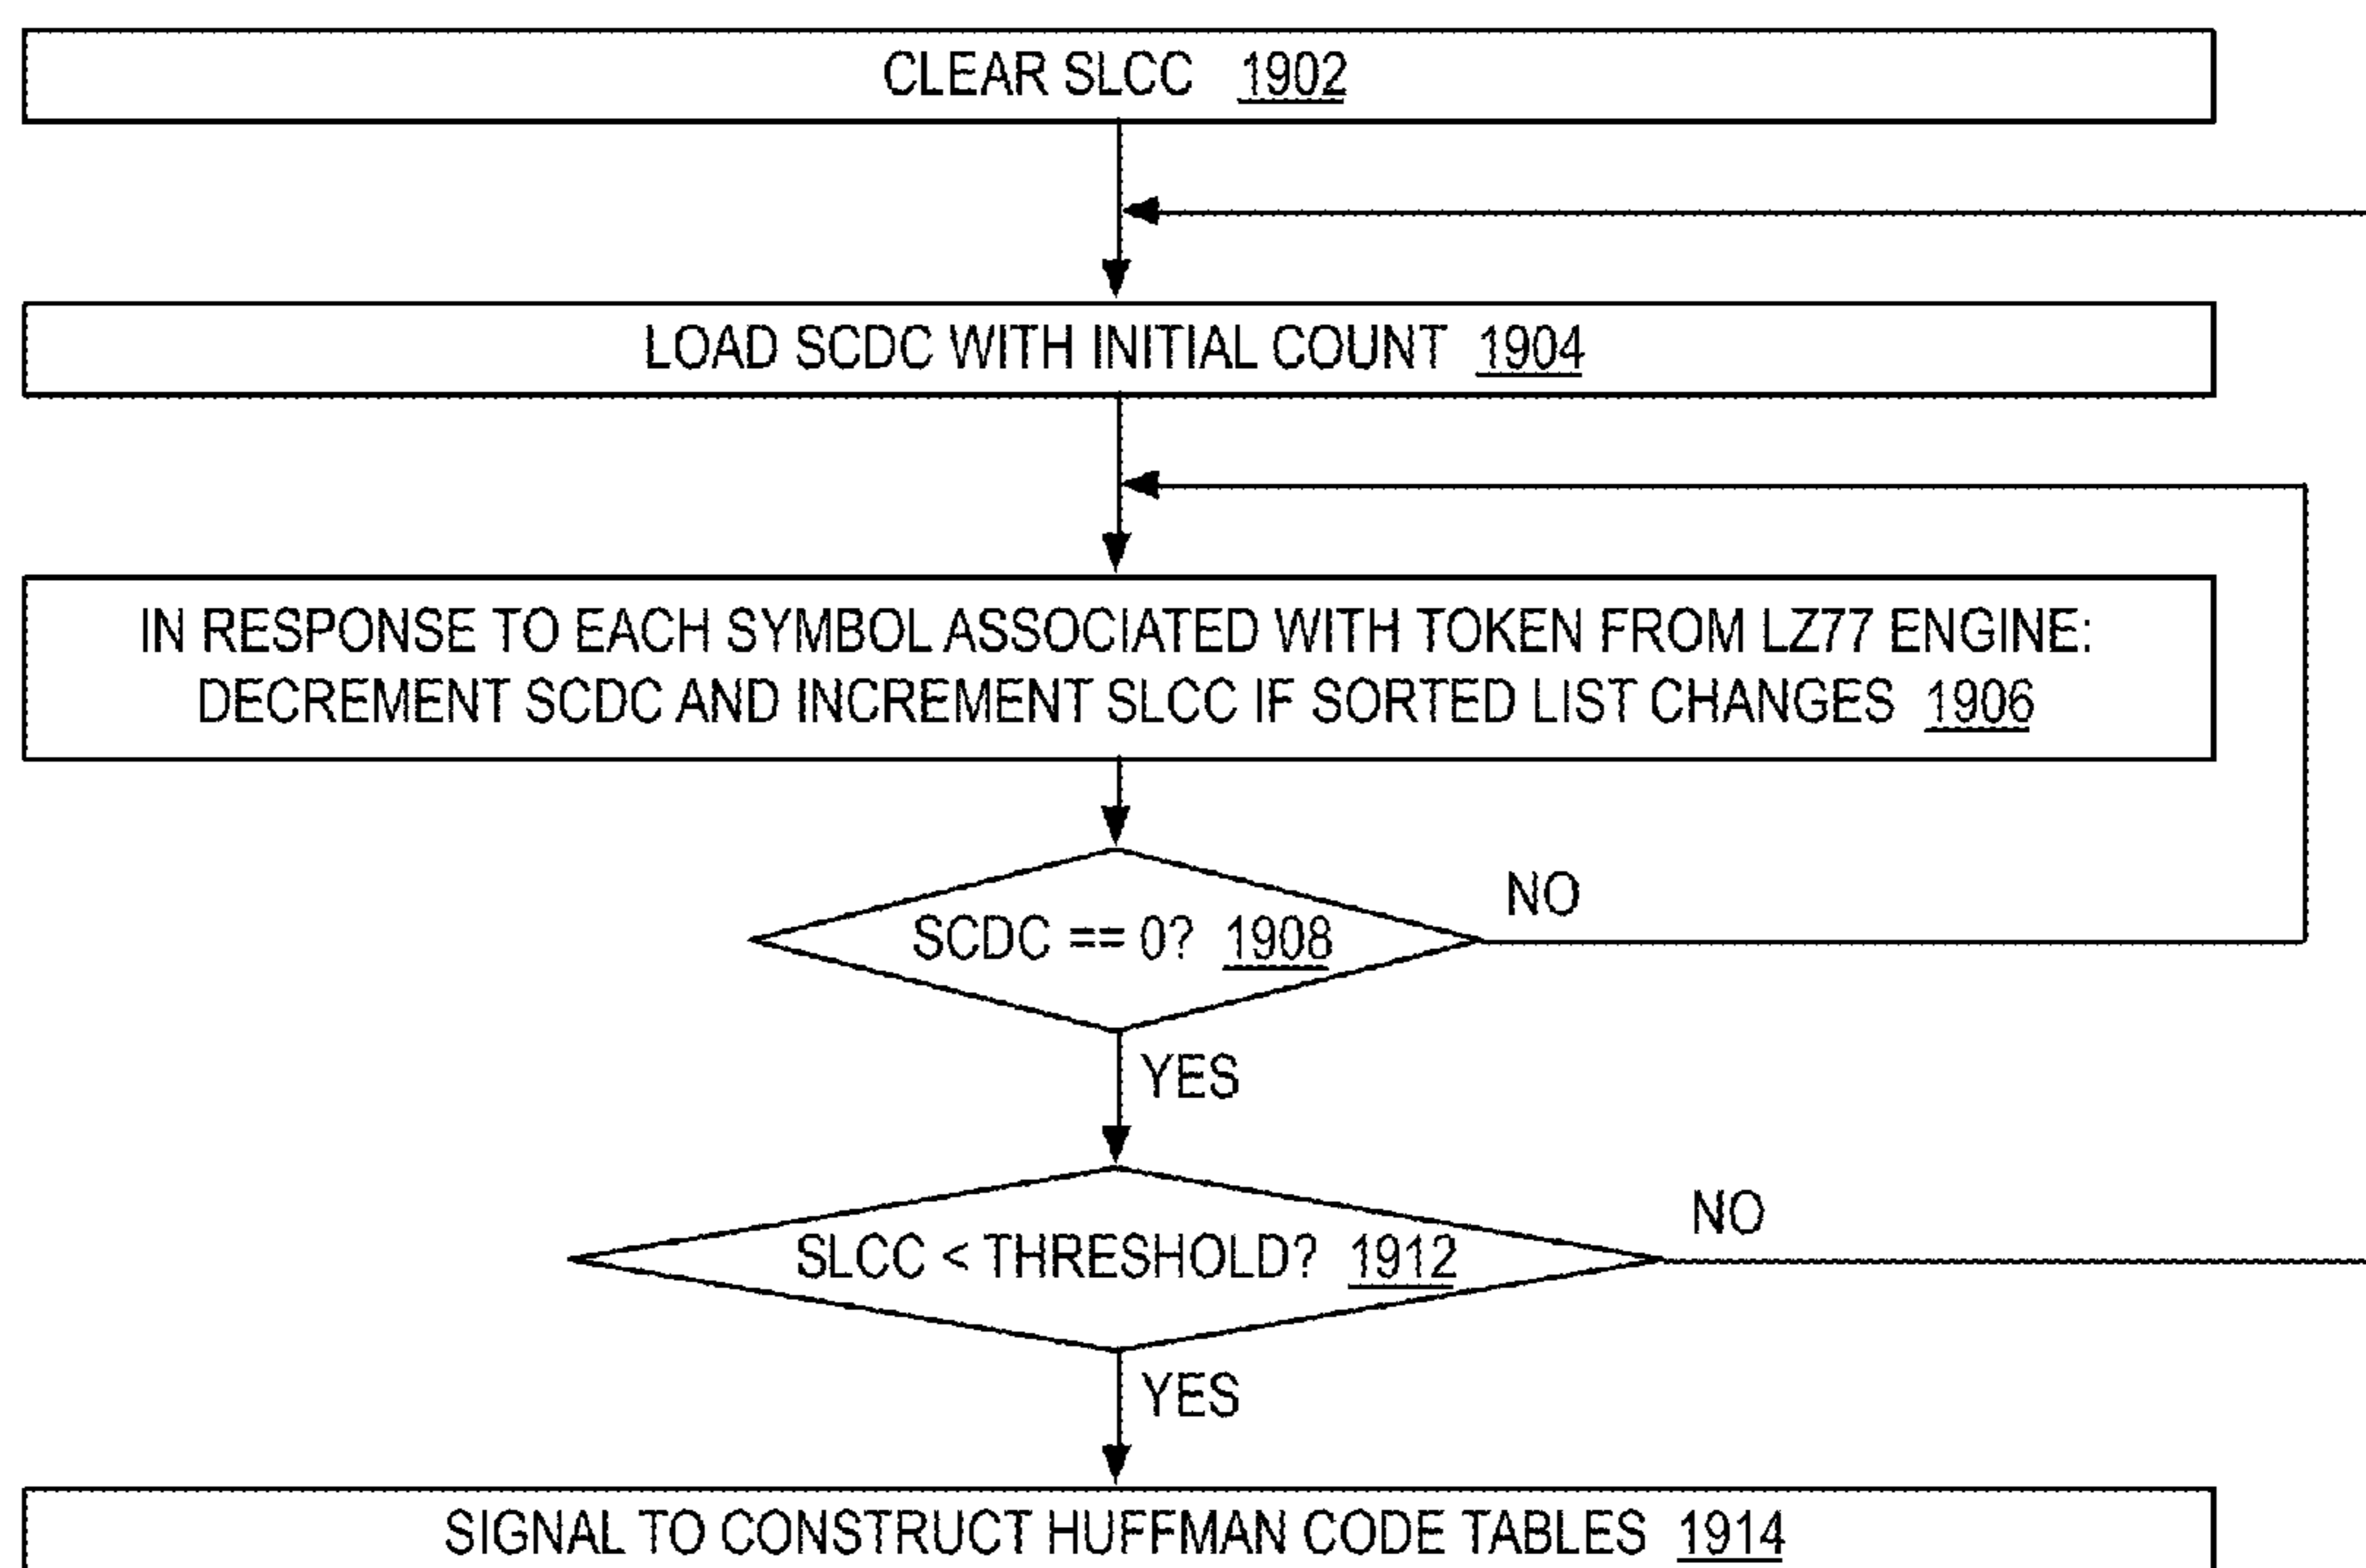 CLEAR SLCC 1902
LOAD SCDC WITH INITIAL COUNT 1904
IN RESPONSE TO EACH SYMBOL ASSOCIATED WITH TOKEN FROM LZ77 ENGINE:
DECREMENT SCDC AND INCREMENT SLCC IF SORTED LIST CHANGES 1906
NO
SCDC == 0? 1908
YES
NO
SLCC < THRESHOLD? 1912
YES
SIGNAL TO CONSTRUCT HUFFMAN CODE TABLES 1914